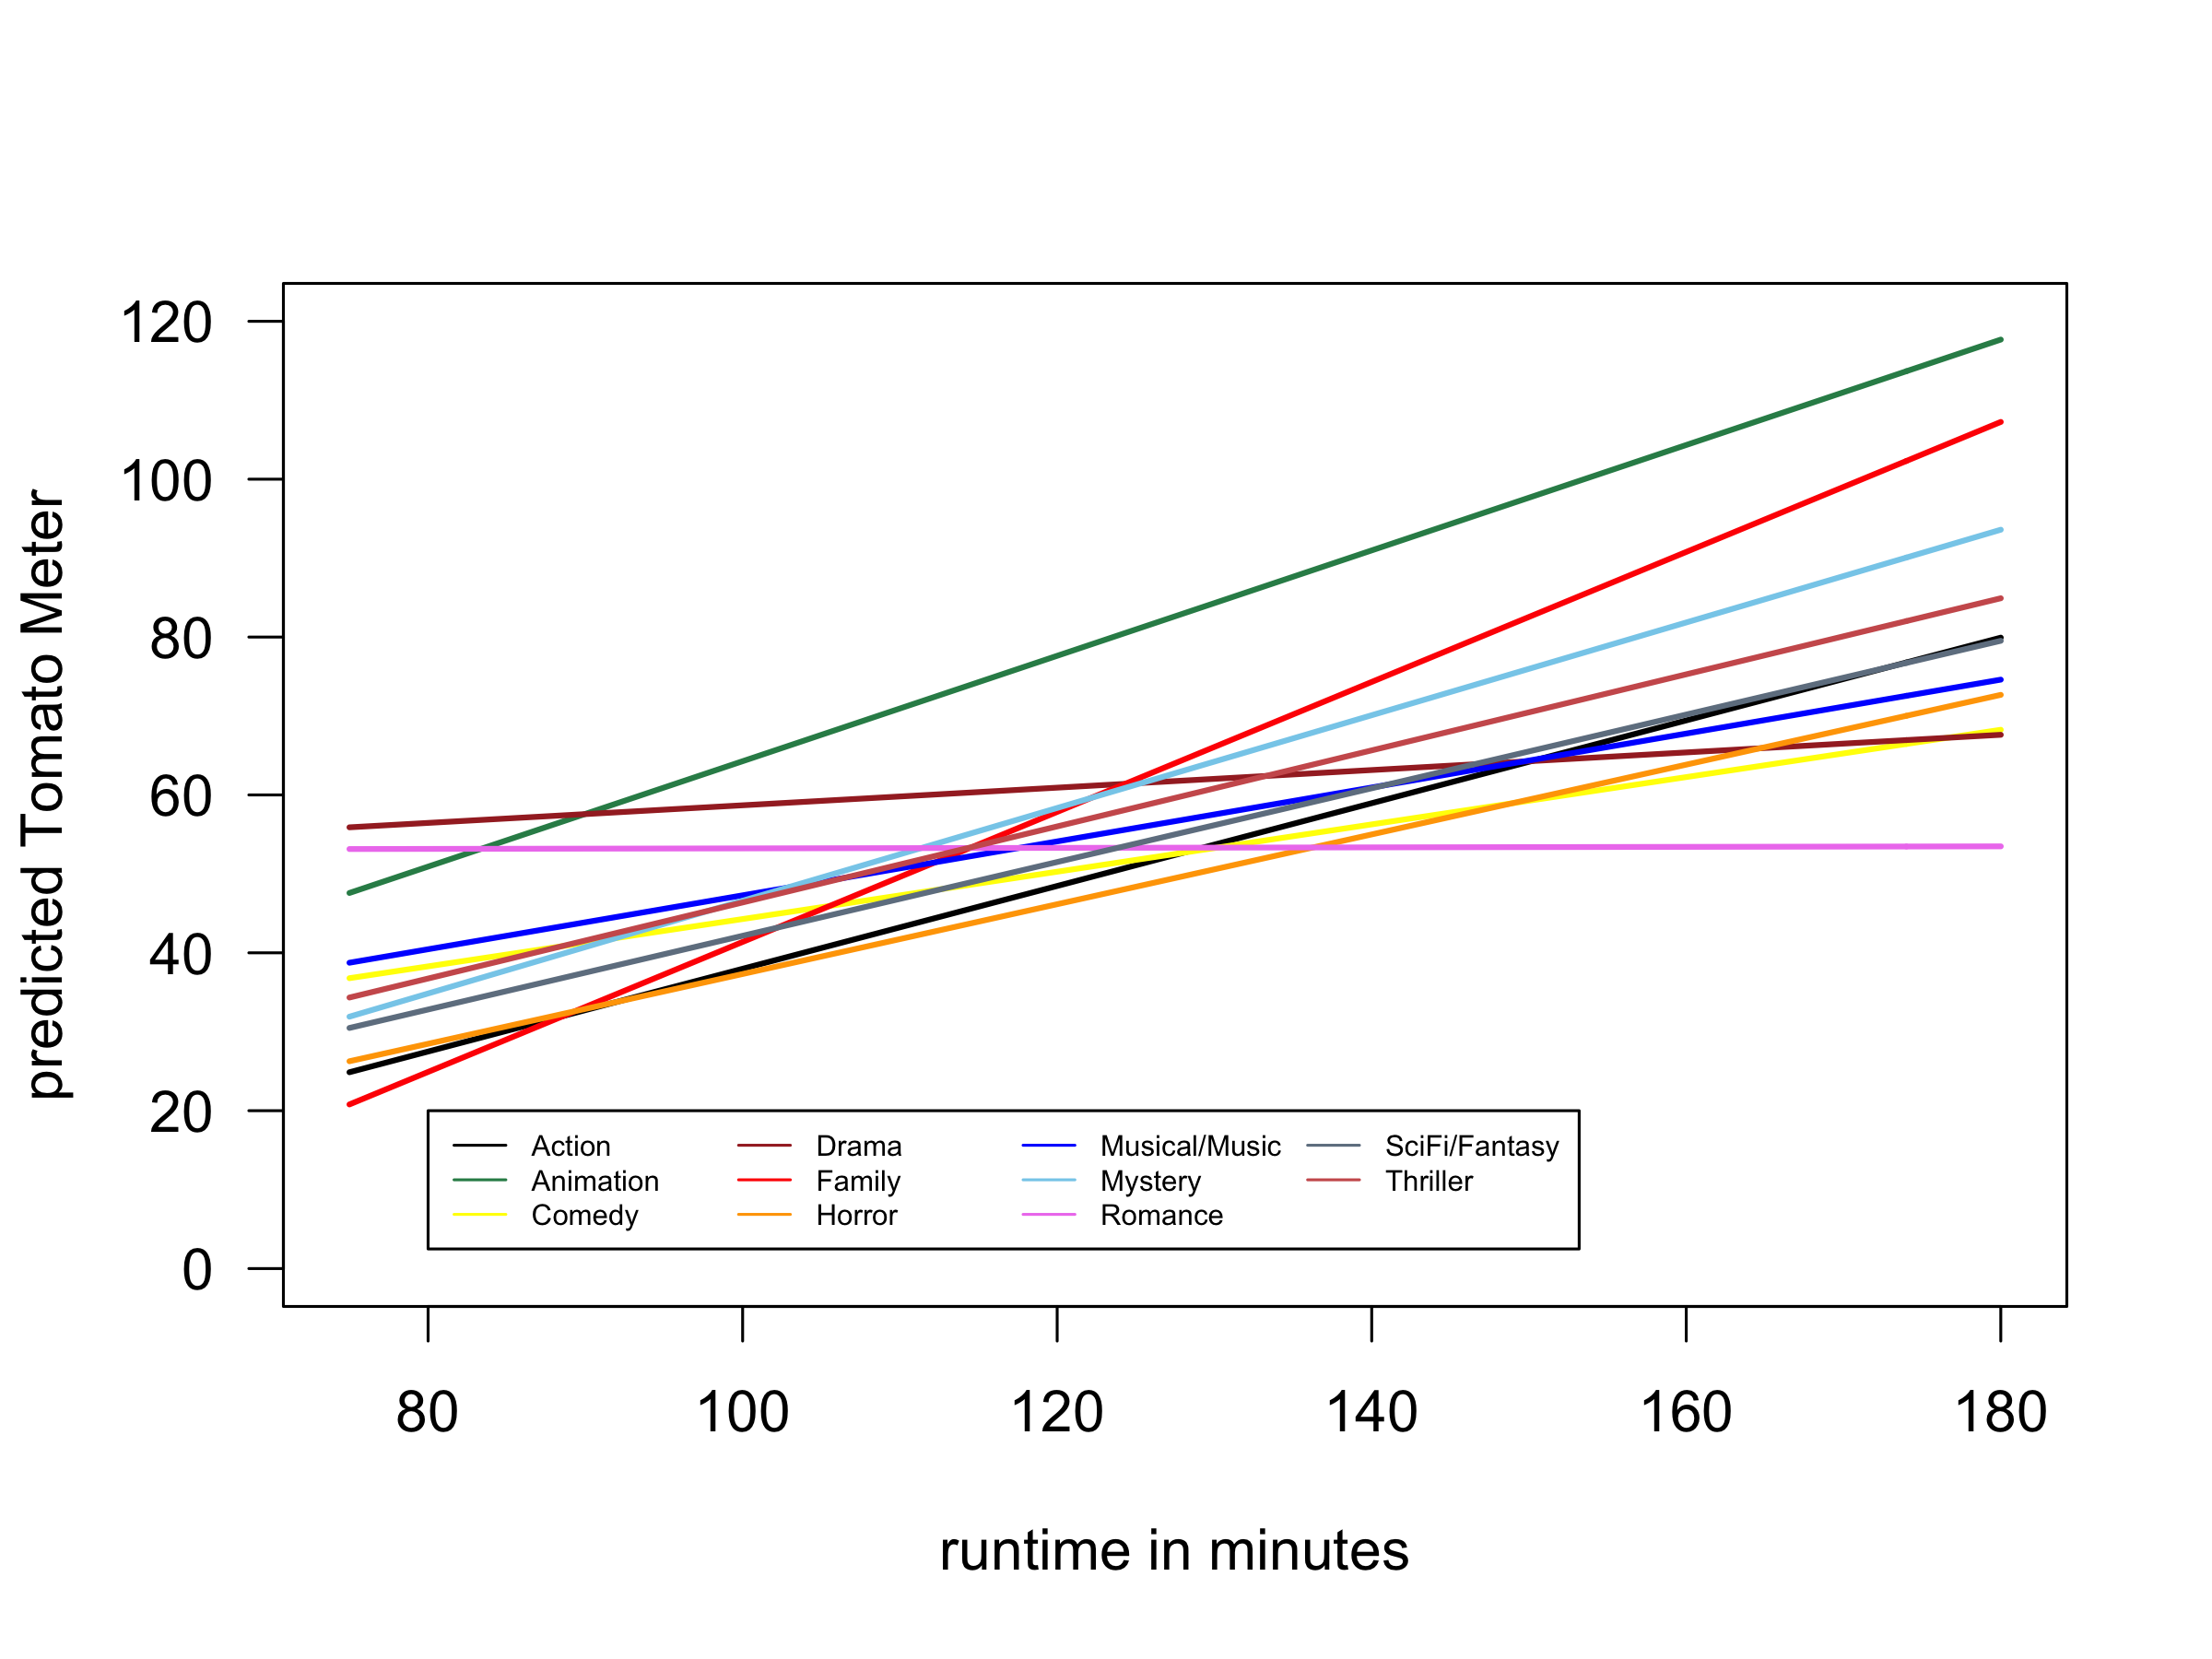 120
100
80
60
40
20
0
predicted Tomato Meter
Action Drama Musical/Music SciFi/Fantasy
Animation Family Mystery Thriller
Comedy Horror Romance
80 100 120 140 160 180
runtime in minutes